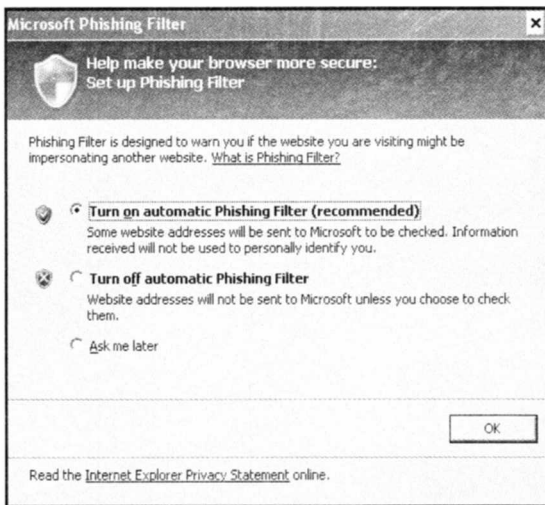 Microsoft Phishing Filter
Help make your browser more secure:
Set up Phishing Filter
Phishing Filter is designed to warn you if the website you are visiting might be
impersonating another website. What is Phishing Filter?
Turn on automatic Phishing Filter (recommended)
Some website addresses will be sent to Microsoft to be checked. Information
received will not be used to personally identify you.
Turn off automatic Phishing Filter
Website addresses will not be sent to Microsoft unless you choose to check
them.
Ask me later
OK
Read the Internet Explorer Privacy Statement online.